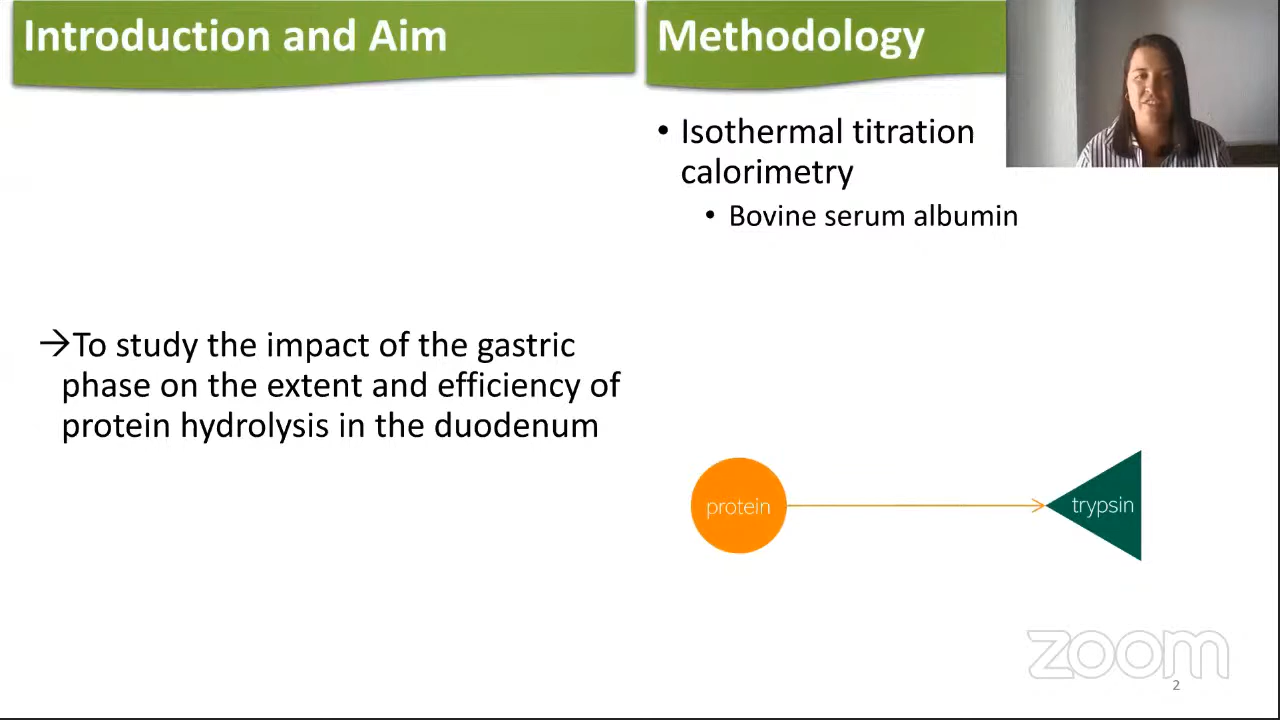 Introduction and Aim
→To study the impact of the gastric
phase on the extent and efficiency of
protein hydrolysis in the duodenum
Methodology
• Isothermal titration
calorimetry
• Bovine serum albumin
protein
trypsin
zoom
2